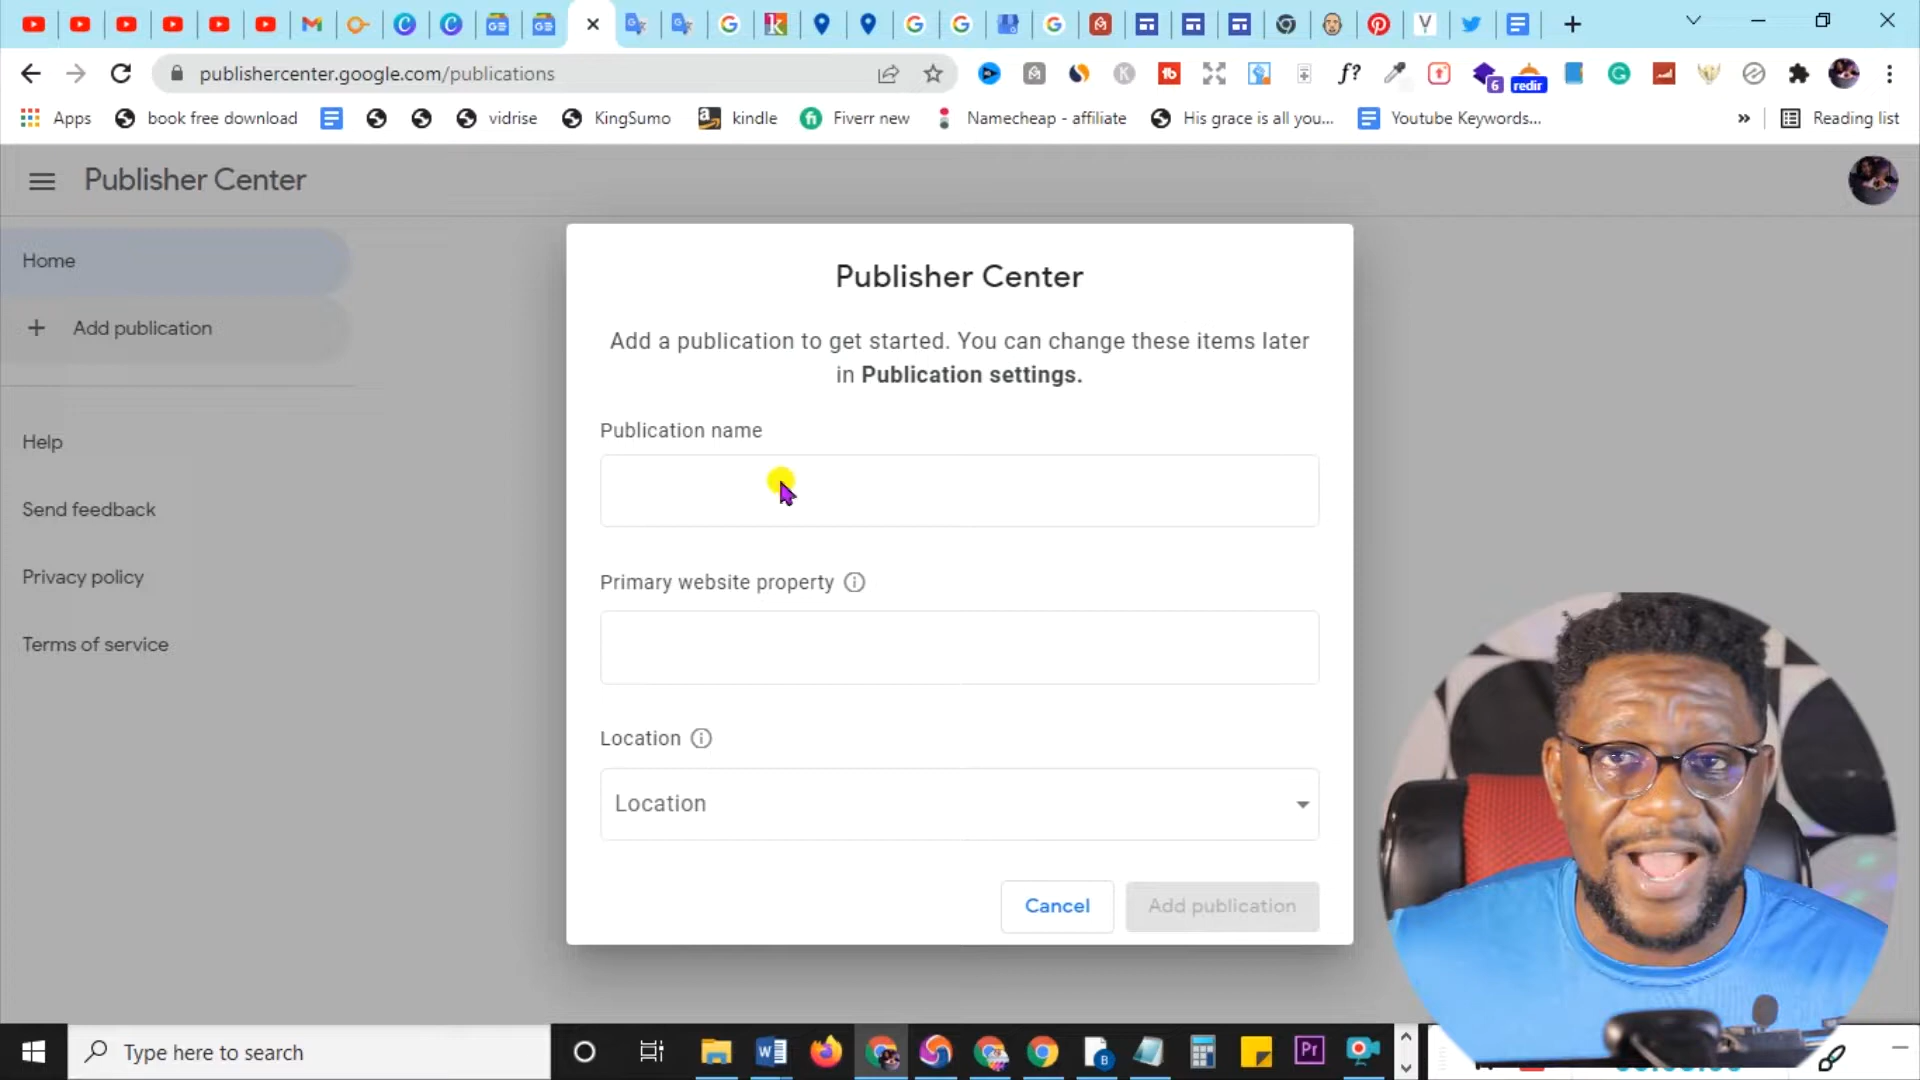 publishercenter.google.com/publications
6
redir
Apps
book free download
vidrise
KingSumo
kindle
Fiverr new
Namecheap - affiliate
His grace is all you...
Youtube Keywords...
»
Reading list
Publisher Center
Home
Add publication
Help
Send feedback
Privacy policy
Terms of service
Publisher Center
Add a publication to get started. You can change these items later
in Publication settings.
Publication name
Primary website property
Location
Location
Cancel
Add publication
Type here to search